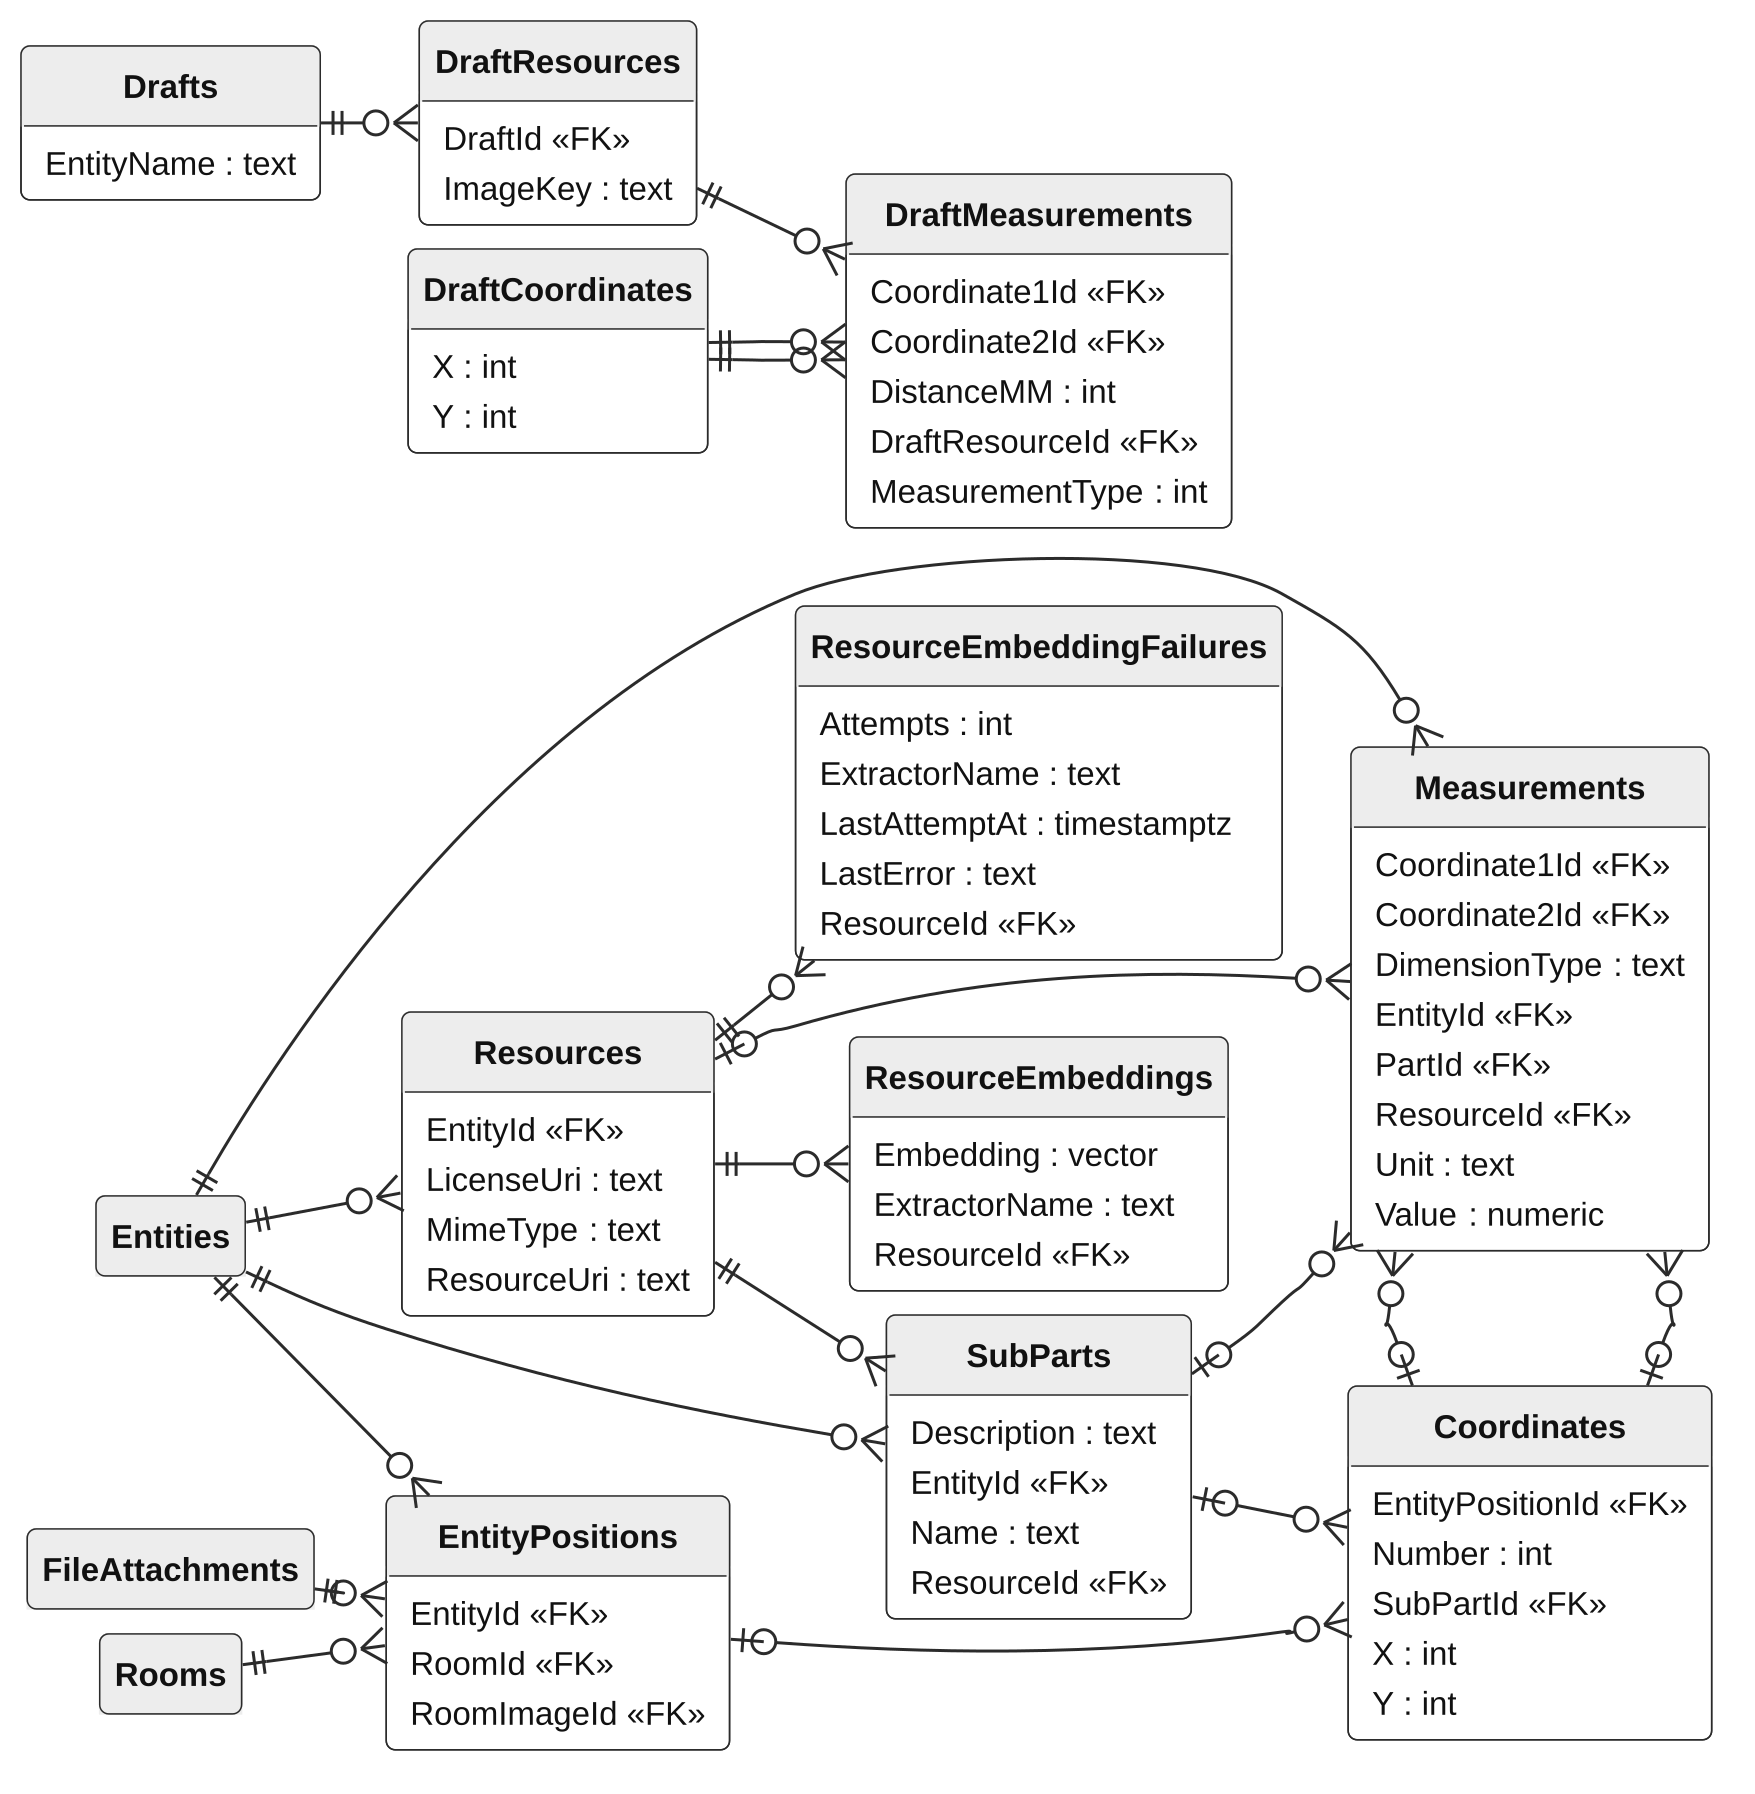 Drafts
EntityName : text
DraftResources
DraftId «FK»
ImageKey : text
DraftCoordinates
X : int
Y : int
DraftMeasurements
Coordinate1Id «FK»
Coordinate2Id «FK»
DistanceMM : int
DraftResourceId «FK»
MeasurementType : int
ResourceEmbeddingFailures
Attempts : int
ExtractorName : text
LastAttemptAt : timestamptz
LastError : text
ResourceId «FK»
Measurements
Coordinate1Id «FK»
Coordinate2Id «FK»
DimensionType : text
EntityId «FK»
PartId «FK»
ResourceId «FK»
Unit : text
Value : numeric
Resources
EntityId «FK»
LicenseUri : text
MimeType : text
ResourceUri : text
ResourceEmbeddings
Embedding : vector
ExtractorName : text
ResourceId «FK»
Entities
SubParts
Description : text
EntityId «FK»
Name : text
ResourceId «FK»
Coordinates
EntityPositionId «FK»
Number : int
SubPartId «FK»
X : int
Y : int
FileAttachments
Rooms
EntityPositions
EntityId «FK»
RoomId «FK»
RoomImageId «FK»